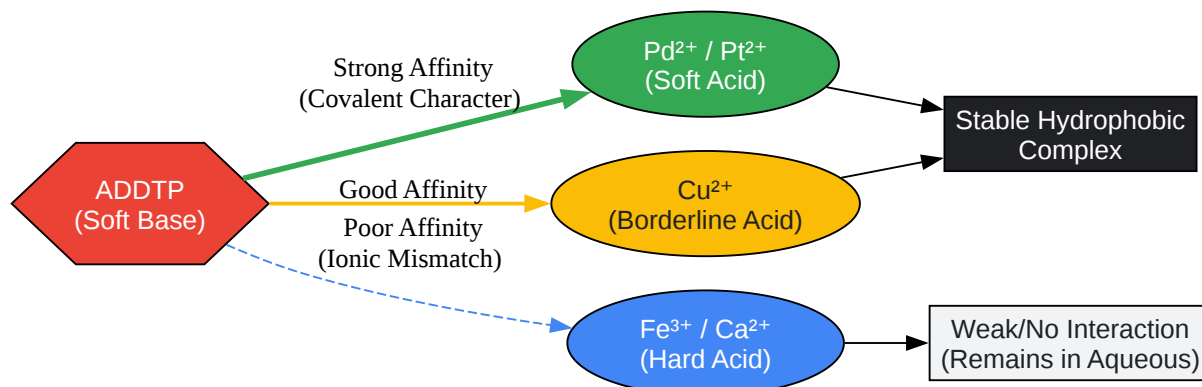 Pd²⁺ / Pt²⁺
(Soft Acid)
Strong Affinity
(Covalent Character)
Stable Hydrophobic
Complex
ADDTP
(Soft Base)
Good Affinity
Cu²⁺
(Borderline Acid)
Poor Affinity
(Ionic Mismatch)
Fe³⁺ / Ca²⁺
(Hard Acid)
Weak/No Interaction
(Remains in Aqueous)